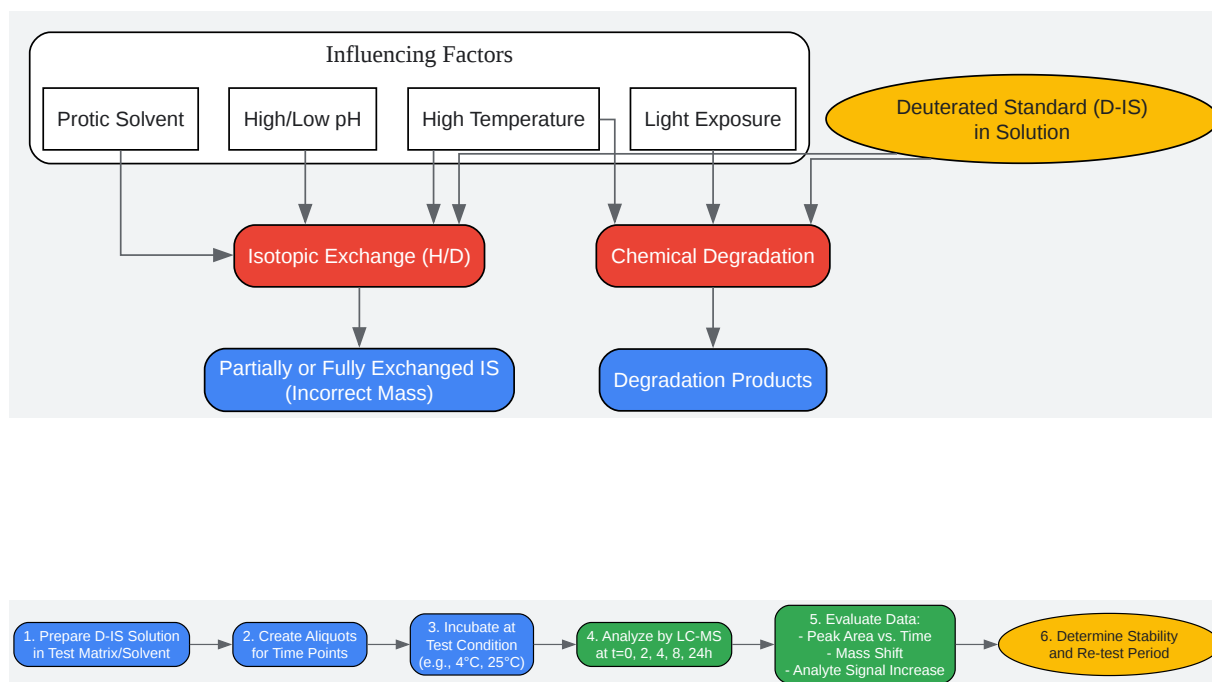 Influencing Factors
Protic Solvent
High/Low pH
High Temperature
Light Exposure
Deuterated Standard (D-IS)
in Solution
Isotopic Exchange (H/D)
Chemical Degradation
Partially or Fully Exchanged IS
(Incorrect Mass)
Degradation Products
1. Prepare D-IS Solution
in Test Matrix/Solvent
2. Create Aliquots
for Time Points
3. Incubate at
Test Condition
(e.g., 4°C, 25°C)
4. Analyze by LC-MS
at t=0, 2, 4, 8, 24h
5. Evaluate Data:
- Peak Area vs. Time
- Mass Shift
- Analyte Signal Increase
6. Determine Stability
and Re-test Period